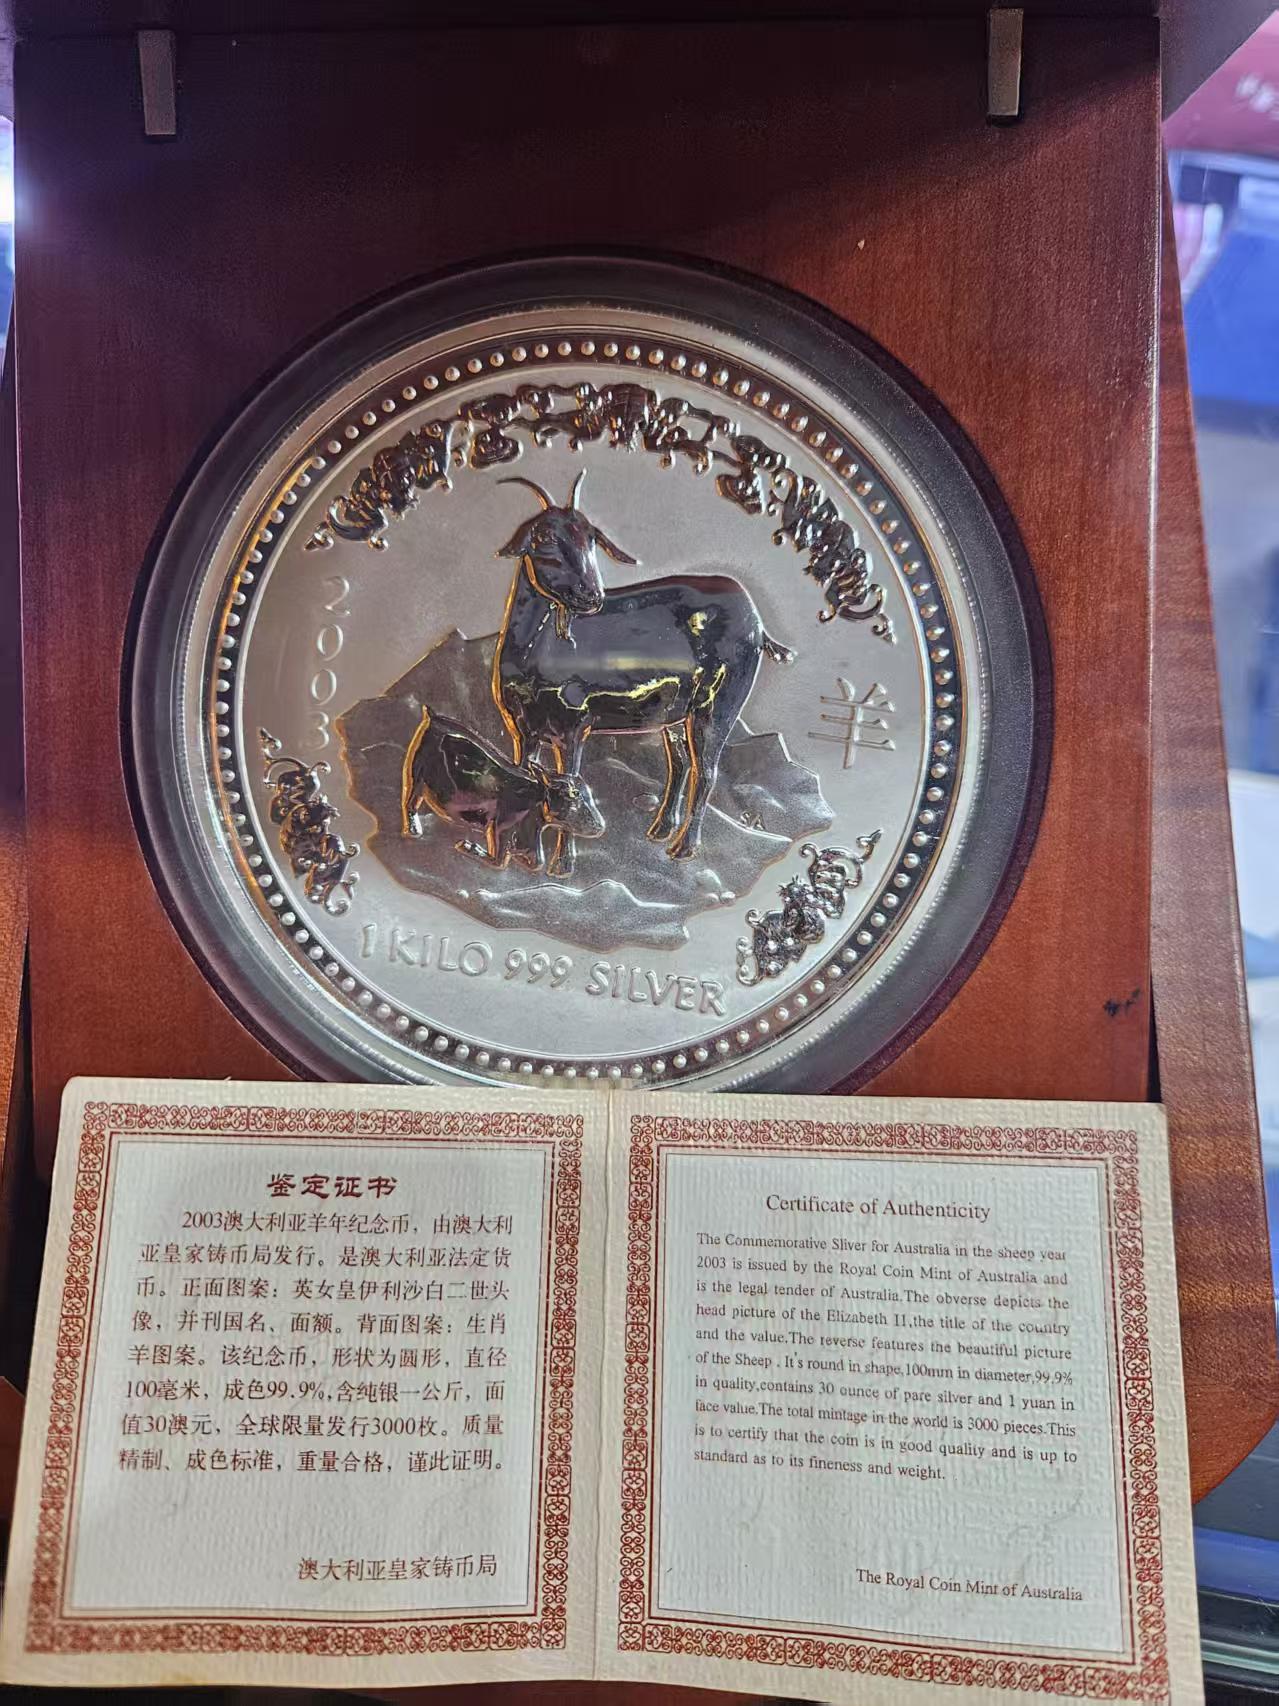 2003
羊
SA
1 KILO 999 SILVER
鉴定证书
2003澳大利亚羊年纪念币，由澳大利
亚皇家铸币局发行。是澳大利亚法定货
币。正面图案：英女皇伊利沙白二世头
像，并刊国名、面额。背面图案：生肖
羊图案。该纪念币，形状为圆形，直径
100毫米，成色99.9%,含纯银一公斤，面
值30澳元，全球限量发行3000枚。质量
精制、成色标准，重量合格，谨此证明。
澳大利亚皇家铸币局
Certificate of Authenticity
The Commemorative Sliver for Australia in the sheep year
2003 is issued by the Royal Coin Mint of Australia and
is the legal tender of Australia.The obverse depicts the
head picture of the Elizabeth II,the title of the country
and the value.The reverse features the beautiful picture
of the Sheep . It's round in shape,100mm in diameter,99.9%
in quality,contains 30 ounce of pare silver and 1 yuan in
face value.The total mintage in the world is 3000 pieces.This
is to certify that the coin is in good quality and is up to
standard as to its fineness and weight.
The Royal Coin Mint of Australia